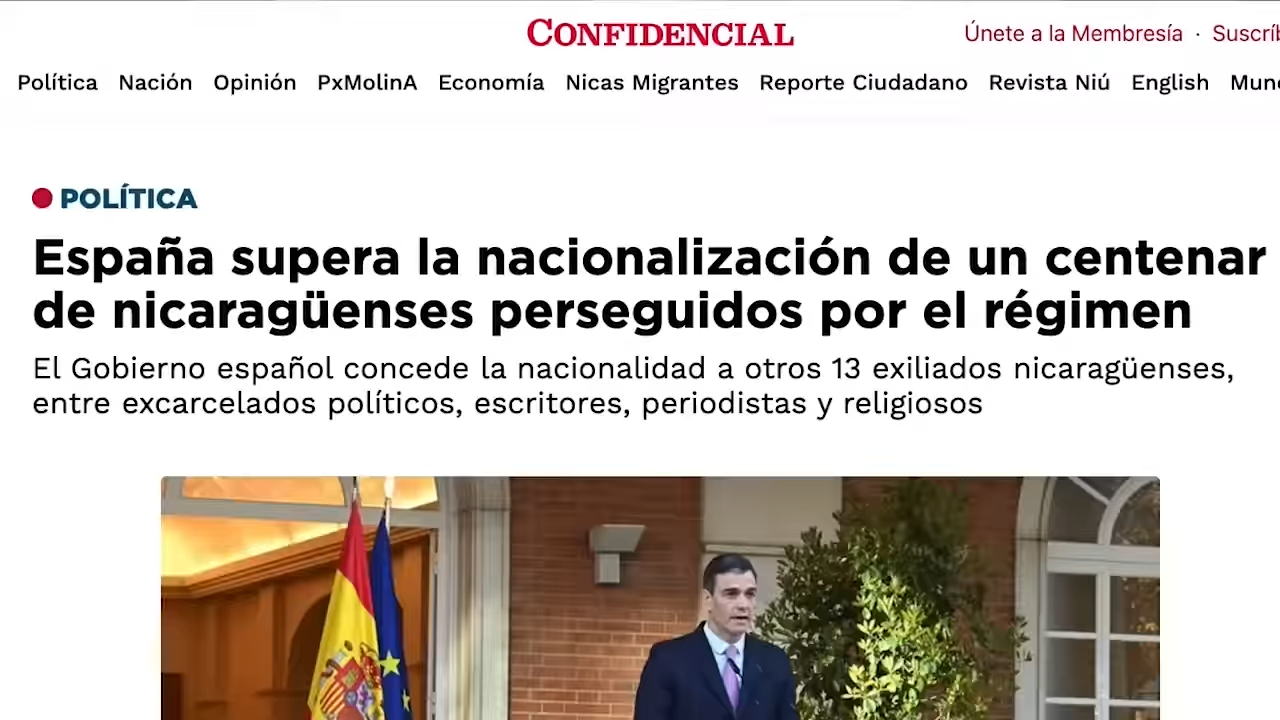 CONFIDENCIAL
Únete a la Membresía ·
Política Nación Opinión PxMolinA Economía Nicas Migrantes Reporte Ciudadano Revista Niú English
POLÍTICA
España supera la nacionalización de un centenar
de nicaragüenses perseguidos por el régimen
El Gobierno español concede la nacionalidad a otros 13 exiliados nicaragüenses,
entre excarcelados políticos, escritores, periodistas y religiosos